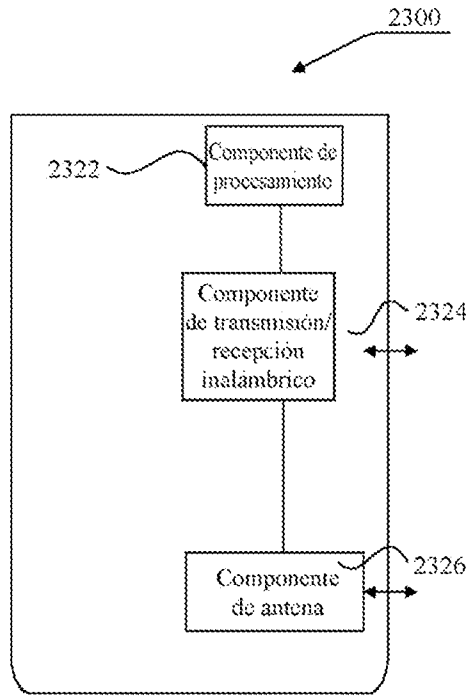 2300
Componente de
procesamiento
2322
Componente
de transmisión/
recepción
inalámbrico
2324
2326
Componente
de antena